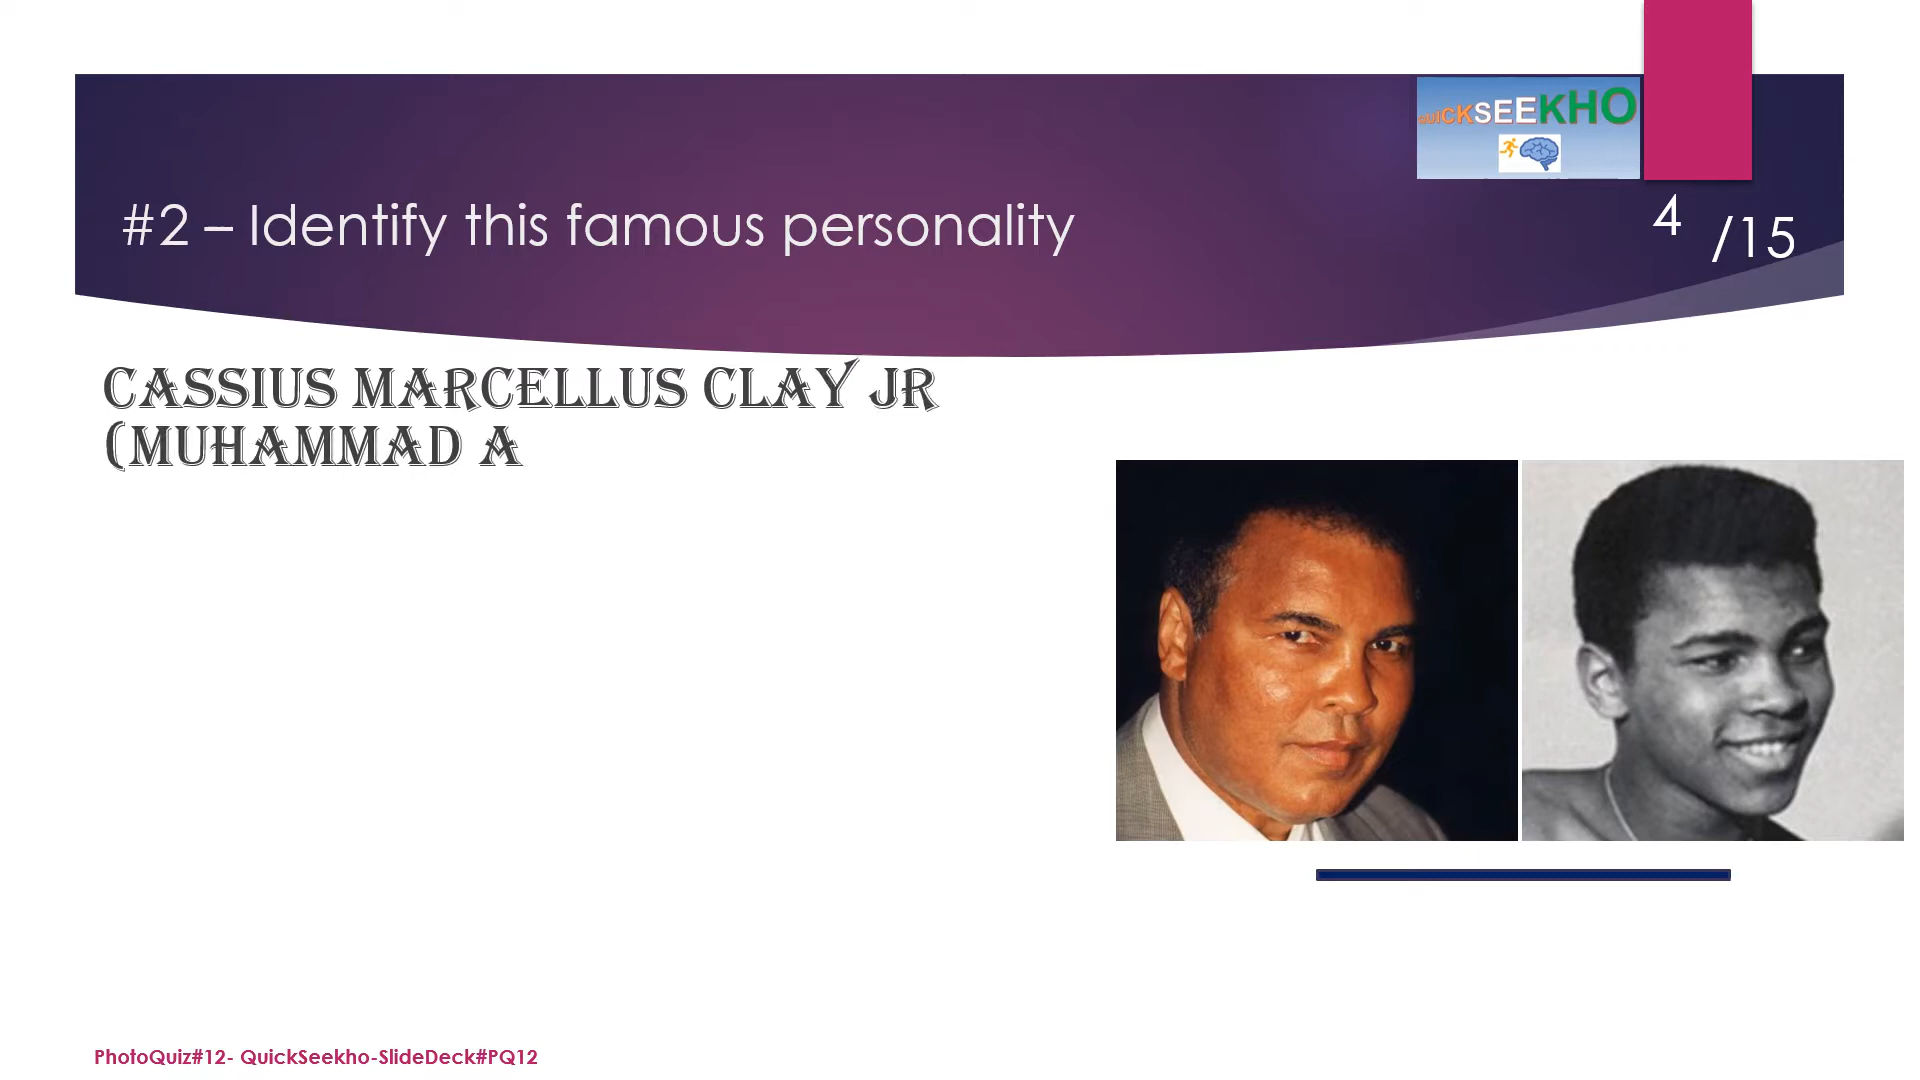 QUICKSEEKHO
#2 – Identify this famous personality
4 /15
CASSIUS MARCELLUS CLAY JR
(MUHAMMAD A
PhotoQuiz#12- QuickSeekho-SlideDeck#PQ12